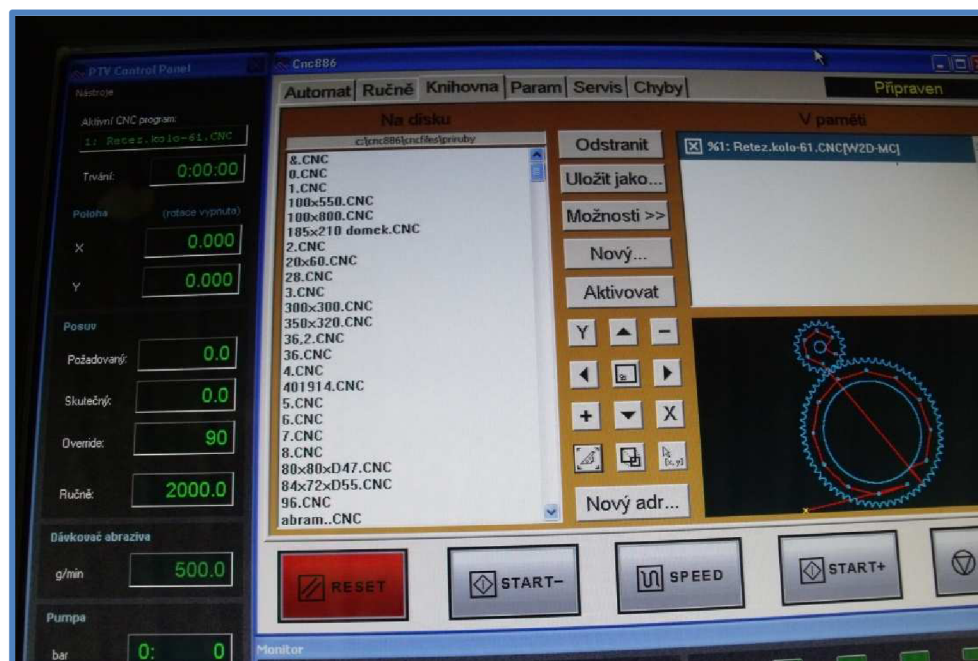 PTV Control Panel
Nástroje
Aktivní CNC program:
1: Retez.kolo-61.CNC
Trvání: 0:00:00
Poloha (rotace vypnuta)
X 0.000
Y 0.000
Posuv
Požadovaný: 0.0
Skutečný: 0.0
Override: 90
Ručně: 2000.0
Dávkovač abraziva
g/min 500.0
Pumpa
bar 0: 0
Cnc886
Automat Ručně Knihovna Param Servis Chyby
Připraven
Na disku
c:\cnc886\cncfiles\priruby
&.CNC
0.CNC
1.CNC
100x550.CNC
100x800.CNC
185x210 domek.CNC
2.CNC
20x60.CNC
28.CNC
3.CNC
300x300.CNC
350x320.CNC
36,2.CNC
36.CNC
4.CNC
401914.CNC
5.CNC
6.CNC
7.CNC
8.CNC
80x80xD47.CNC
84x72xD55.CNC
96.CNC
abram..CNC
Odstranit
Uložit jako...
Možnosti >>
Nový...
Aktivovat
Y
−
+
X
[x,y]
Nový adr...
V paměti
%1: Retez.kolo-61.CNC[W2D-MC]
RESET
START−
SPEED
START+
Monitor